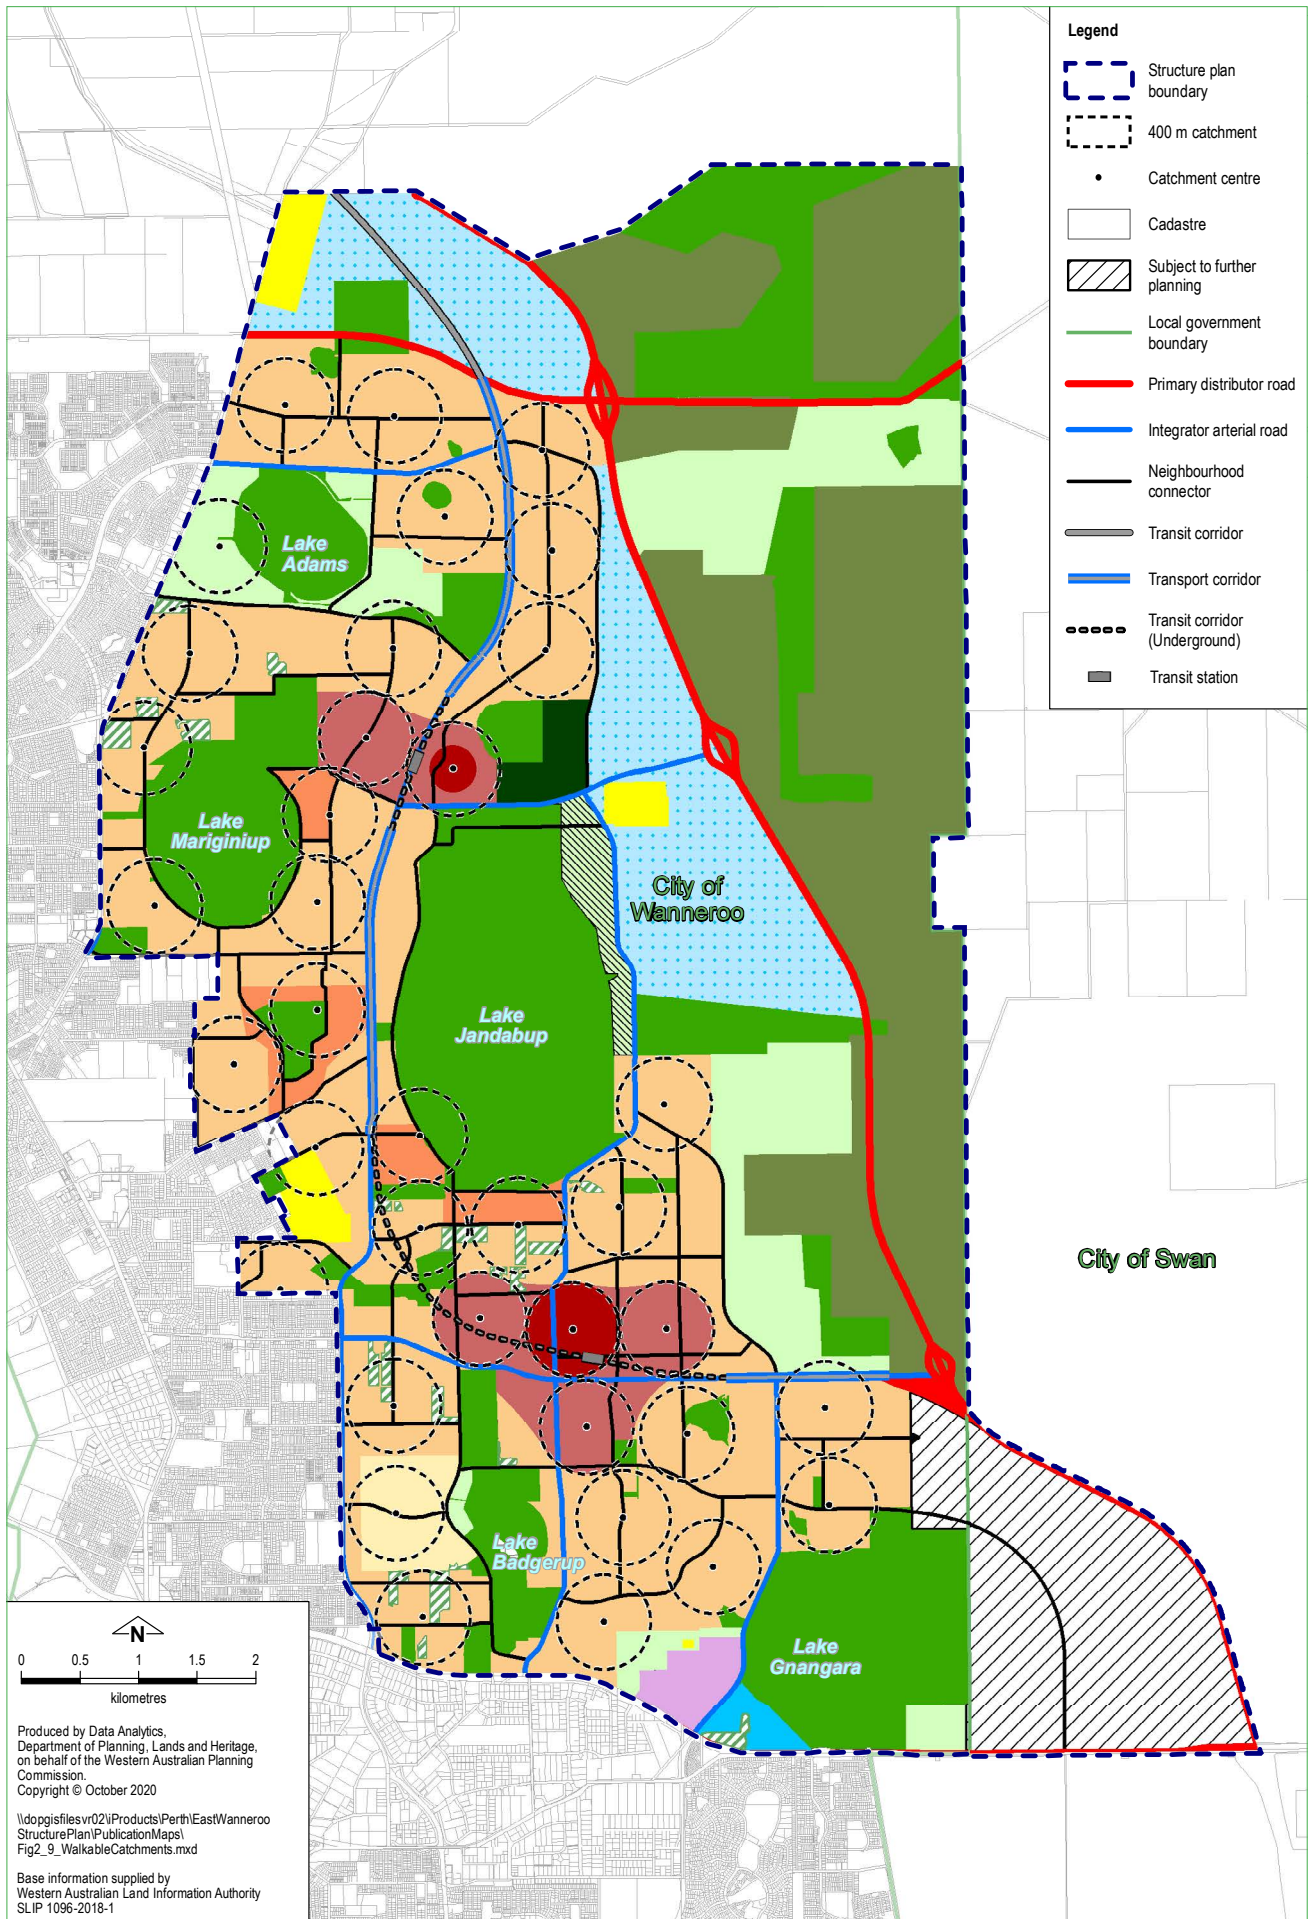 Legend
Structure plan
boundary
400 m catchment
Catchment centre
Cadastre
Subject to further
planning
Local government
boundary
Primary distributor road
Integrator arterial road
Neighbourhood
connector
Transit corridor
Transport corridor
Transit corridor
(Underground)
Transit station
Lake
Adams
Lake
Mariginiup
City of
Wanneroo
Lake
Jandabup
City of Swan
Lake
Badgerup
Lake
Gnangara
N
0 0.5 1 1.5 2
kilometres
Produced by Data Analytics,
Department of Planning, Lands and Heritage,
on behalf of the Western Australian Planning
Commission.
Copyright © October 2020
\\dopgisfilesvr02\iProducts\Perth\EastWanneroo
StructurePlan\PublicationMaps\
Fig2_9_WalkableCatchments.mxd
Base information supplied by
Western Australian Land Information Authority
SLIP 1096-2018-1